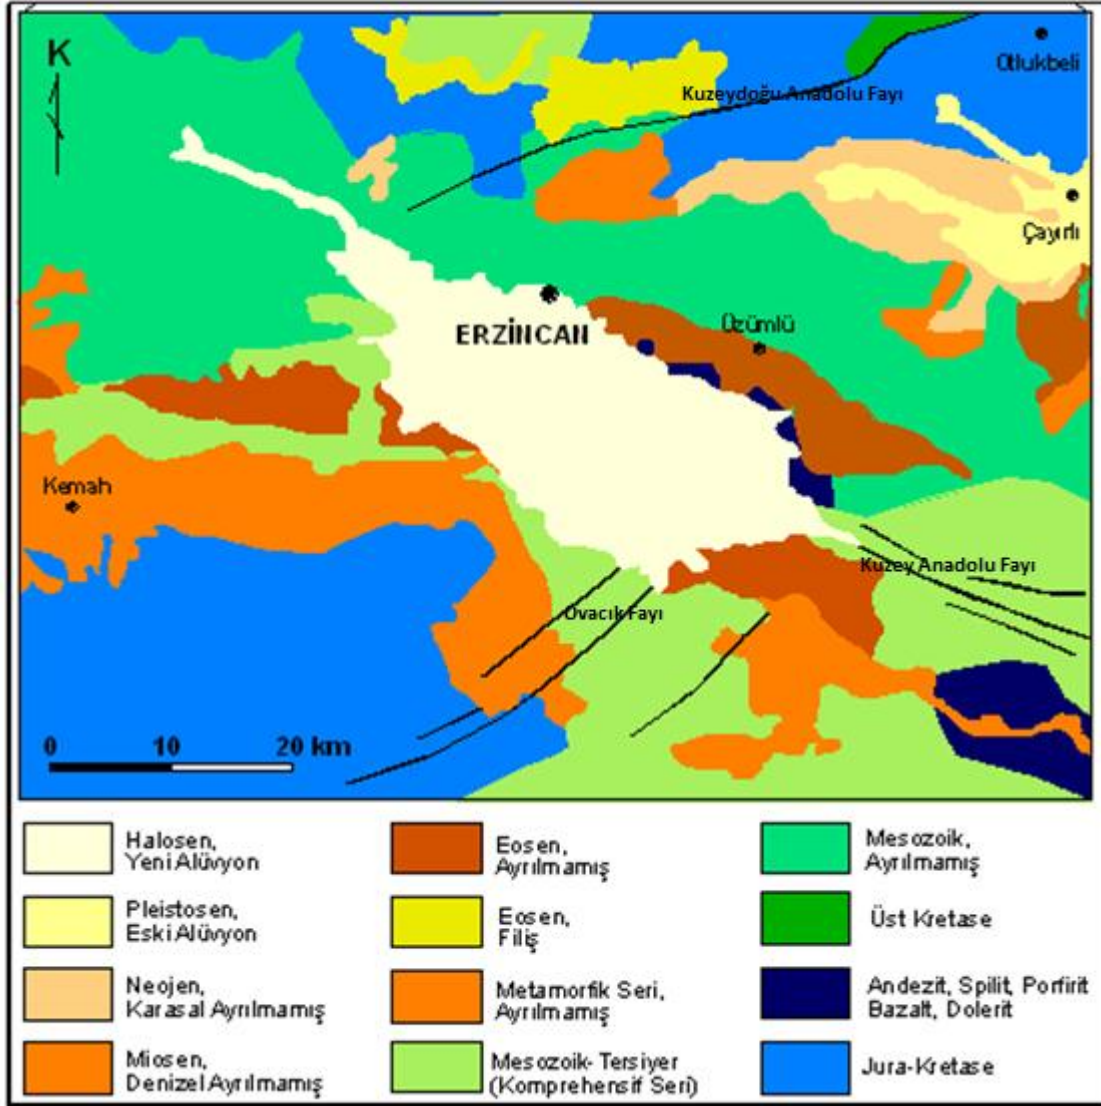 K
Otlukbeli
Kuzeydoğu Anadolu Fayı
Çayırlı
ERZİNCAN
Üzümlü
Kemah
Kuzey Anadolu Fayı
Ovacık Fayı
0 10 20 km
Halosen,
Yeni Alüvyon
Pleistosen,
Eski Alüvyon
Neojen,
Karasal Ayrılmamış
Miosen,
Denizel Ayrılmamış
Eosen,
Ayrılmamış
Eosen,
Filiş
Metamorfik Seri,
Ayrılmamış
Mesozoik- Tersiyer
(Komprehensif Seri)
Mesozoik,
Ayrılmamış
Üst Kretase
Andezit, Spilit, Porfirit
Bazalt, Dolerit
Jura-Kretase